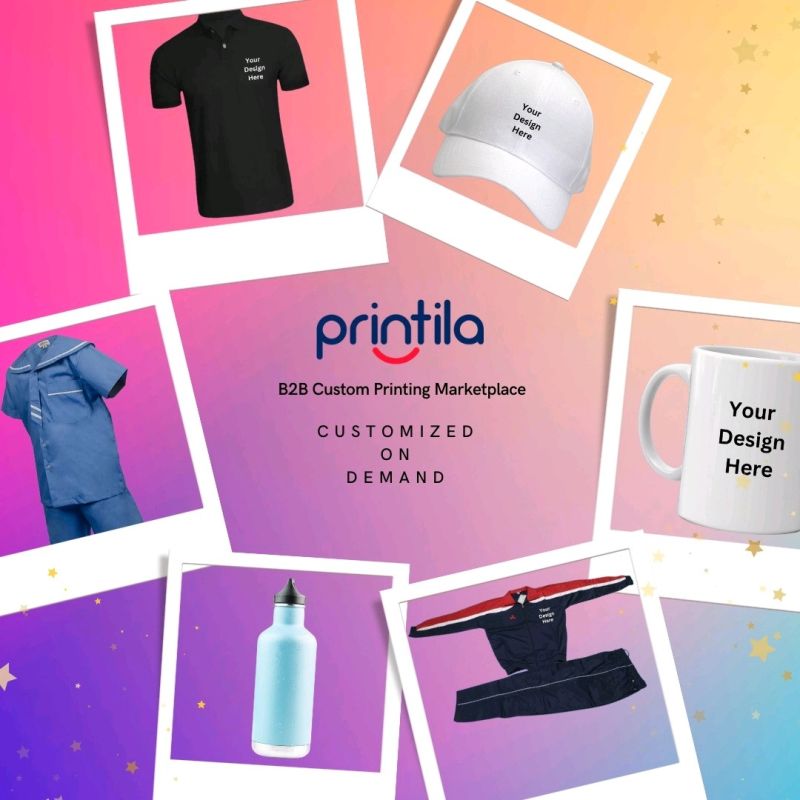 Your
Design
Here
Your
Design
Here
printila
B2B Custom Printing Marketplace
CUSTOMIZED
ON
DEMAND
Your
Design
Here
Your
Design
Here